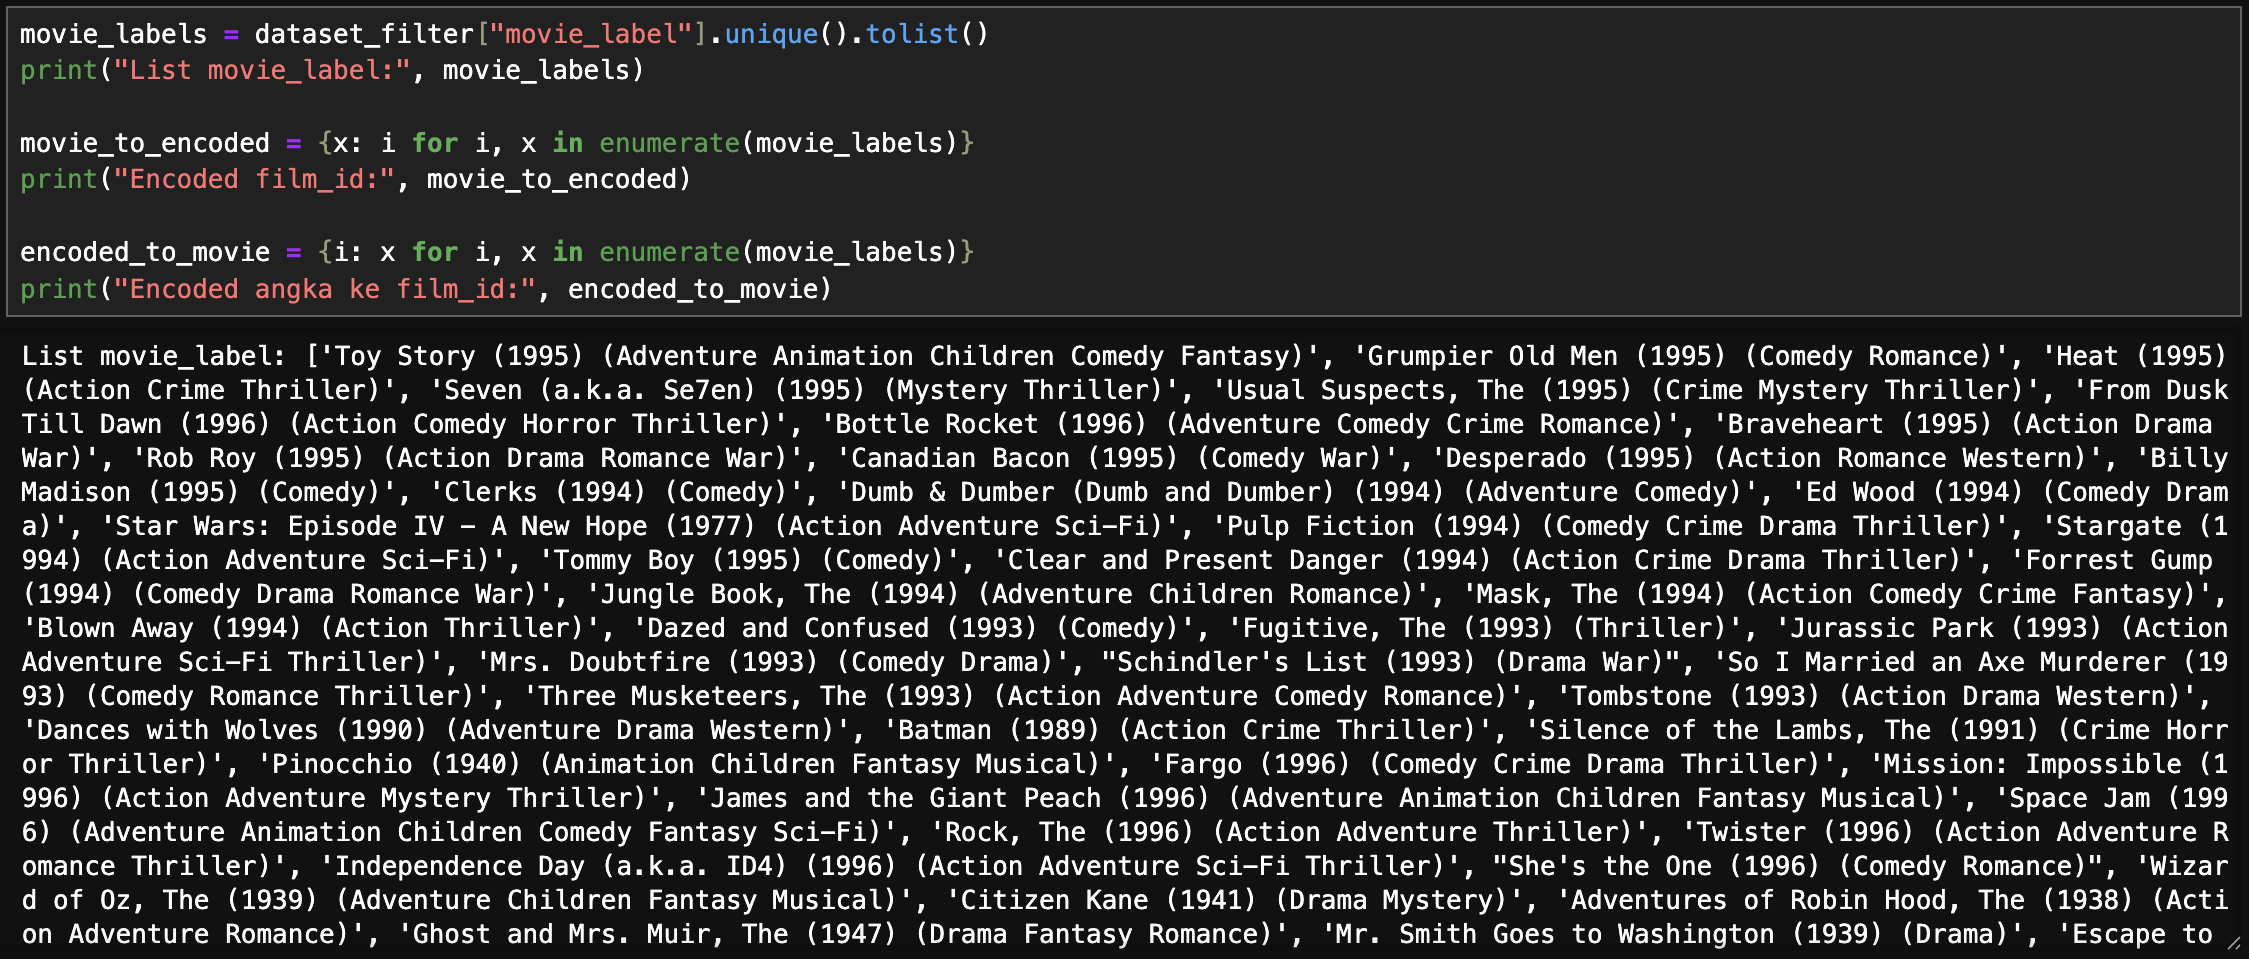 movie_labels = dataset_filter["movie_label"].unique().tolist()
print("List movie_label:", movie_labels)
movie_to_encoded = {x: i for i, x in enumerate(movie_labels)}
print("Encoded film_id:", movie_to_encoded)
encoded_to_movie = {i: x for i, x in enumerate(movie_labels)}
print("Encoded angka ke film_id:", encoded_to_movie)
List movie_label: ['Toy Story (1995) (Adventure Animation Children Comedy Fantasy)', 'Grumpier Old Men (1995) (Comedy Romance)', 'Heat (1995)
(Action Crime Thriller)', 'Seven (a.k.a. Se7en) (1995) (Mystery Thriller)', 'Usual Suspects, The (1995) (Crime Mystery Thriller)', 'From Dusk
Till Dawn (1996) (Action Comedy Horror Thriller)', 'Bottle Rocket (1996) (Adventure Comedy Crime Romance)', 'Braveheart (1995) (Action Drama
War)', 'Rob Roy (1995) (Action Drama Romance War)', 'Canadian Bacon (1995) (Comedy War)', 'Desperado (1995) (Action Romance Western)', 'Billy
Madison (1995) (Comedy)', 'Clerks (1994) (Comedy)', 'Dumb & Dumber (Dumb and Dumber) (1994) (Adventure Comedy)', 'Ed Wood (1994) (Comedy Dram
a)', 'Star Wars: Episode IV - A New Hope (1977) (Action Adventure Sci-Fi)', 'Pulp Fiction (1994) (Comedy Crime Drama Thriller)', 'Stargate (1
994) (Action Adventure Sci-Fi)', 'Tommy Boy (1995) (Comedy)', 'Clear and Present Danger (1994) (Action Crime Drama Thriller)', 'Forrest Gump
(1994) (Comedy Drama Romance War)', 'Jungle Book, The (1994) (Adventure Children Romance)', 'Mask, The (1994) (Action Comedy Crime Fantasy)',
'Blown Away (1994) (Action Thriller)', 'Dazed and Confused (1993) (Comedy)', 'Fugitive, The (1993) (Thriller)', 'Jurassic Park (1993) (Action
Adventure Sci-Fi Thriller)', 'Mrs. Doubtfire (1993) (Comedy Drama)', "Schindler's List (1993) (Drama War)", 'So I Married an Axe Murderer (19
93) (Comedy Romance Thriller)', 'Three Musketeers, The (1993) (Action Adventure Comedy Romance)', 'Tombstone (1993) (Action Drama Western)',
'Dances with Wolves (1990) (Adventure Drama Western)', 'Batman (1989) (Action Crime Thriller)', 'Silence of the Lambs, The (1991) (Crime Horr
or Thriller)', 'Pinocchio (1940) (Animation Children Fantasy Musical)', 'Fargo (1996) (Comedy Crime Drama Thriller)', 'Mission: Impossible (1
996) (Action Adventure Mystery Thriller)', 'James and the Giant Peach (1996) (Adventure Animation Children Fantasy Musical)', 'Space Jam (199
6) (Adventure Animation Children Comedy Fantasy Sci-Fi)', 'Rock, The (1996) (Action Adventure Thriller)', 'Twister (1996) (Action Adventure R
omance Thriller)', 'Independence Day (a.k.a. ID4) (1996) (Action Adventure Sci-Fi Thriller)', "She's the One (1996) (Comedy Romance)", 'Wizar
d of Oz, The (1939) (Adventure Children Fantasy Musical)', 'Citizen Kane (1941) (Drama Mystery)', 'Adventures of Robin Hood, The (1938) (Acti
on Adventure Romance)', 'Ghost and Mrs. Muir, The (1947) (Drama Fantasy Romance)', 'Mr. Smith Goes to Washington (1939) (Drama)', 'Escape to